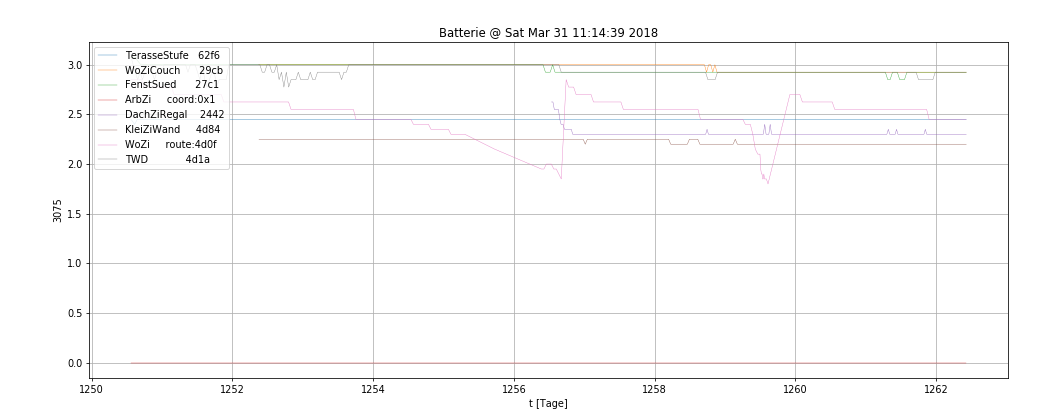 Batterie @ Sat Mar 31 11:14:39 2018
TerasseStufe 62f6
WoZiCouch 29cb
FenstSued 27c1
ArbZi coord:0x1
DachZiRegal 2442
KleiZiWand 4d84
WoZi route:4d0f
TWD 4d1a
3.0
2.5
2.0
1.5
1.0
0.5
0.0
3075
1250 1252 1254 1256 1258 1260 1262
t [Tage]